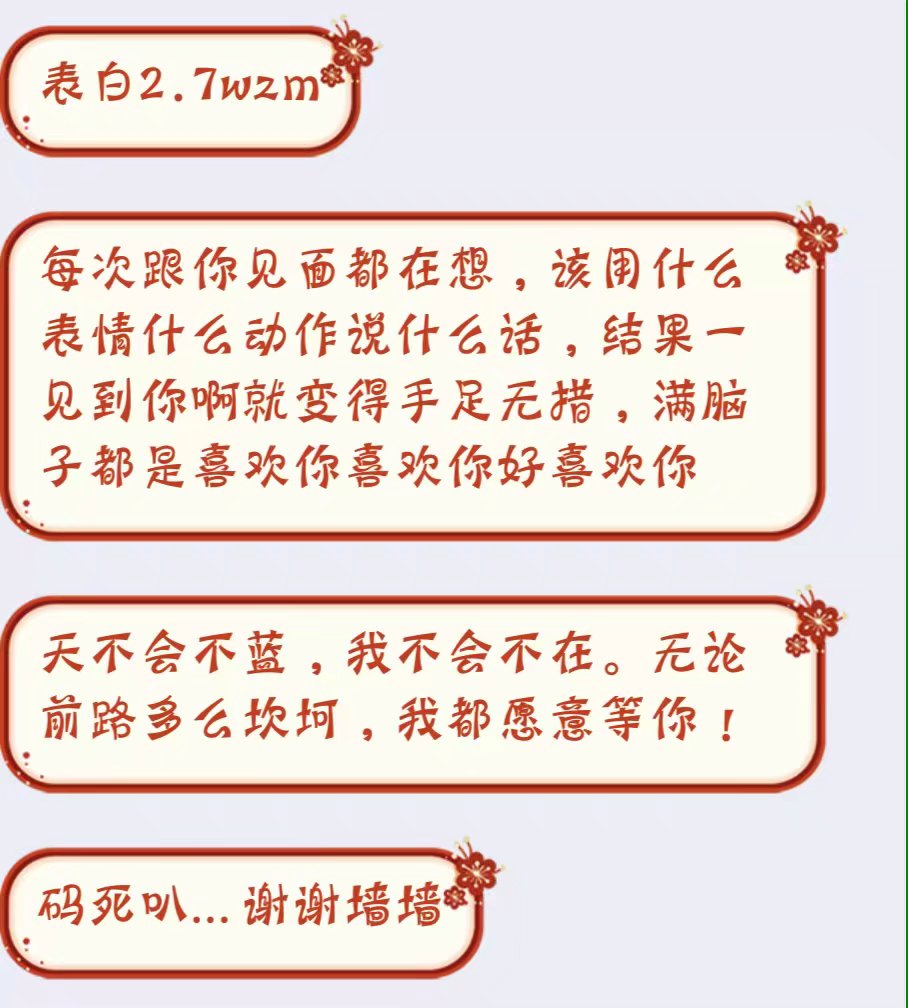 表白2.7wzm
每次跟你见面都在想，该用什么
表情什么动作说什么话，结果一
见到你啊就变得手足无措，满脑
子都是喜欢你喜欢你好喜欢你
天不会不蓝，我不会不在。无论
前路多么坎坷，我都愿意等你！
码死叭...谢谢墙墙